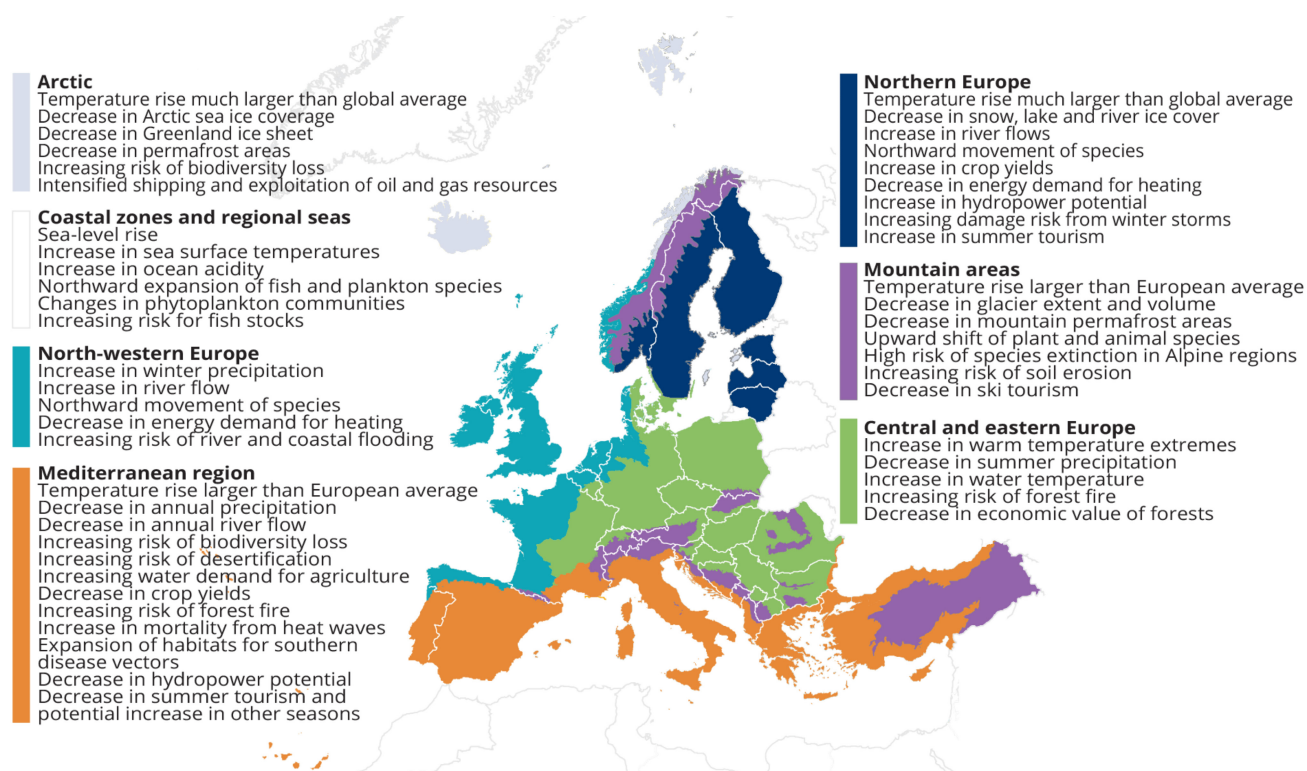 Arctic
Temperature rise much larger than global average
Decrease in Arctic sea ice coverage
Decrease in Greenland ice sheet
Decrease in permafrost areas
Increasing risk of biodiversity loss
Intensified shipping and exploitation of oil and gas resources
Coastal zones and regional seas
Sea-level rise
Increase in sea surface temperatures
Increase in ocean acidity
Northward expansion of fish and plankton species
Changes in phytoplankton communities
Increasing risk for fish stocks
North-western Europe
Increase in winter precipitation
Increase in river flow
Northward movement of species
Decrease in energy demand for heating
Increasing risk of river and coastal flooding
Mediterranean region
Temperature rise larger than European average
Decrease in annual precipitation
Decrease in annual river flow
Increasing risk of biodiversity loss
Increasing risk of desertification
Increasing water demand for agriculture
Decrease in crop yields
Increasing risk of forest fire
Increase in mortality from heat waves
Expansion of habitats for southern
disease vectors
Decrease in hydropower potential
Decrease in summer tourism and
potential increase in other seasons
Northern Europe
Temperature rise much larger than global average
Decrease in snow, lake and river ice cover
Increase in river flows
Northward movement of species
Increase in crop yields
Decrease in energy demand for heating
Increase in hydropower potential
Increasing damage risk from winter storms
Increase in summer tourism
Mountain areas
Temperature rise larger than European average
Decrease in glacier extent and volume
Decrease in mountain permafrost areas
Upward shift of plant and animal species
High risk of species extinction in Alpine regions
Increasing risk of soil erosion
Decrease in ski tourism
Central and eastern Europe
Increase in warm temperature extremes
Decrease in summer precipitation
Increase in water temperature
Increasing risk of forest fire
Decrease in economic value of forests